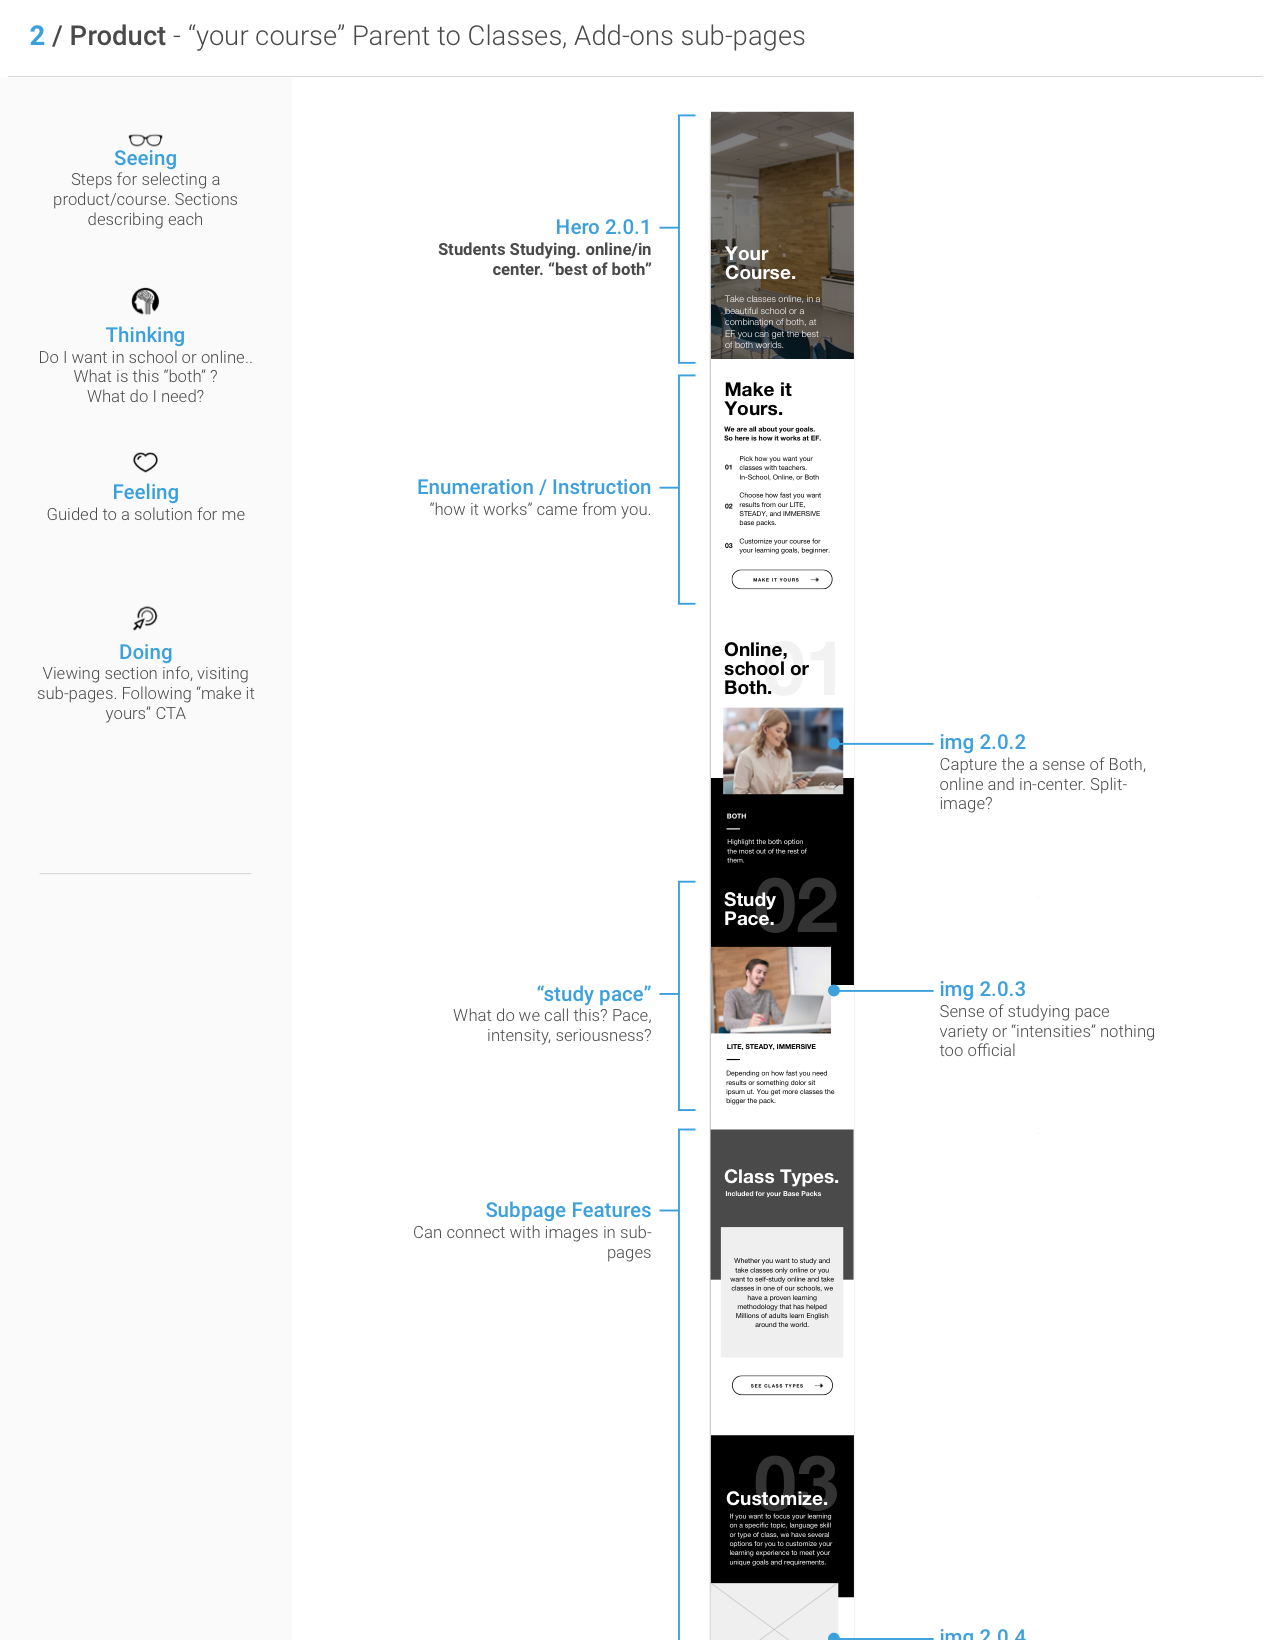 2 / Product - “your course” Parent to Classes, Add-ons sub-pages
Seeing
Steps for selecting a
product/course. Sections
describing each
Thinking
Do I want in school or online..
What is this “both” ?
What do I need?
Feeling
Guided to a solution for me
Doing
Viewing section info, visiting
sub-pages. Following “make it
yours” CTA
Hero 2.0.1
Students Studying. online/in
center. “best of both”
Your
Course.
Take classes online, in a
beautiful school or a
combination of both, at
EF you can get the best
of both worlds.
Enumeration / Instruction
“how it works” came from you.
Make it
Yours.
We are all about your goals.
So here is how it works at EF.
01
Pick how you want your
classes with teachers.
In-School, Online, or Both
02
Choose how fast you want
results from our LITE,
STEADY, and IMMERSIVE
base packs.
03
Customize your course for
your learning goals, beginner.
MAKE IT YOURS
01
Online,
school or
Both.
img 2.0.2
Capture the a sense of Both,
online and in-center. Split-
image?
BOTH
Highlight the both option
the most out of the rest of
them.
02
Study
Pace.
“study pace”
What do we call this? Pace,
intensity, seriousness?
img 2.0.3
Sense of studying pace
variety or “intensities” nothing
too official
LITE, STEADY, IMMERSIVE
Depending on how fast you need
results or something dolor sit
ipsum ut. You get more classes the
bigger the pack.
Subpage Features
Can connect with images in sub-
pages
Class Types.
Included for your Base Packs
Whether you want to study and
take classes only online or you
want to self-study online and take
classes in one of our schools, we
have a proven learning
methodology that has helped
Millions of adults learn English
around the world.
SEE CLASS TYPES
03
Customize.
If you want to focus your learning
on a specific topic, language skill
or type of class, we have several
options for you to customize your
learning experience to meet your
unique goals and requirements.
img 2.0.4